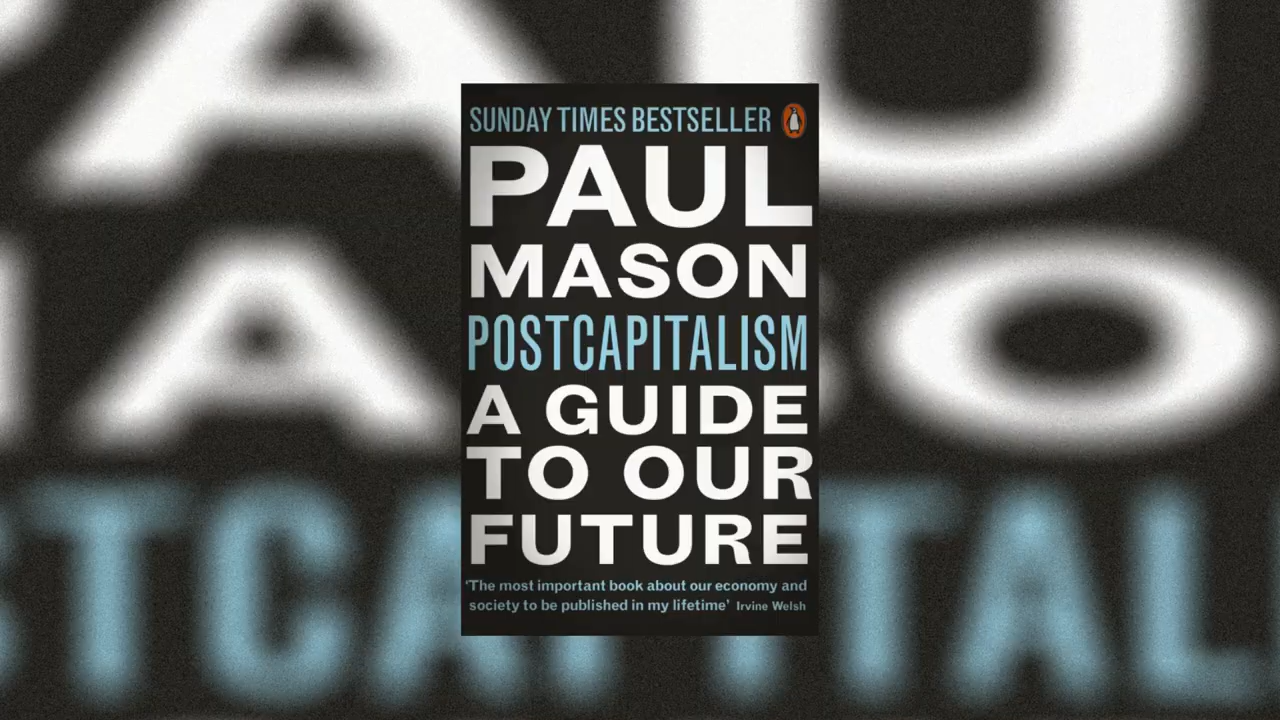 SUNDAY TIMES BESTSELLER
PAUL
MASON
POSTCAPITALISM
A GUIDE
TO OUR
FUTURE
‘The most important book about our economy and
society to be published in my lifetime’ Irvine Welsh